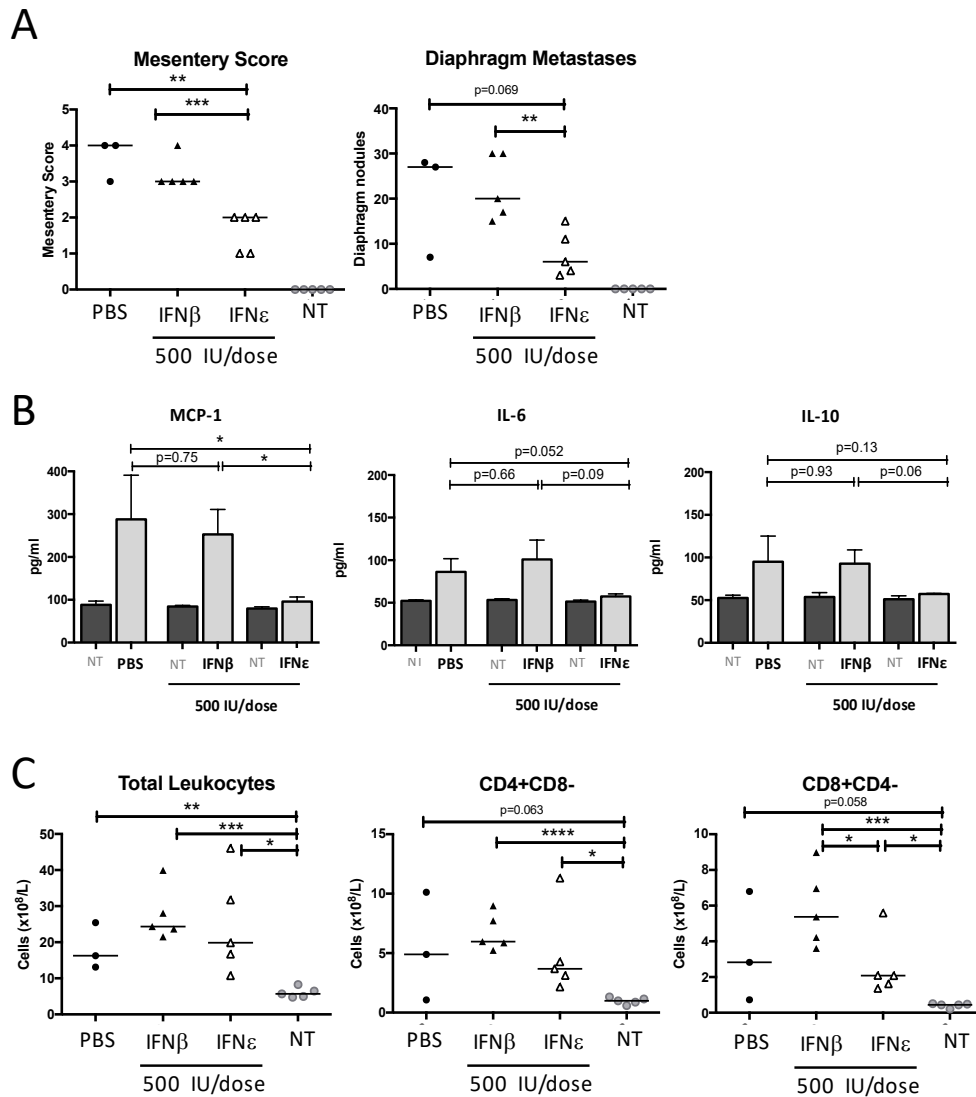 A
Mesentery Score
**
***
Mesentery Score
5
4
3
2
1
0
PBS
IFNβ
IFNε
NT
500 IU/dose
Diaphragm Metastases
p=0.069
**
Diaphragm nodules
40
30
20
10
0
PBS
IFNβ
IFNε
NT
500 IU/dose
B
MCP-1
*
p=0.75
*
pg/ml
400
300
200
100
0
NT
PBS
NT
IFNβ
NT
IFNε
500 IU/dose
IL-6
p=0.052
p=0.66
p=0.09
pg/ml
200
150
100
50
0
NT
PBS
NT
IFNβ
NT
IFNε
500 IU/dose
IL-10
p=0.13
p=0.93
p=0.06
pg/ml
200
150
100
50
0
NT
PBS
NT
IFNβ
NT
IFNε
500 IU/dose
C
Total Leukocytes
**
***
*
Cells (x10⁸/L)
50
40
30
20
10
0
PBS
IFNβ
IFNε
NT
500 IU/dose
CD4+CD8-
p=0.063
****
*
Cells (x10⁸/L)
15
10
5
0
PBS
IFNβ
IFNε
NT
500 IU/dose
CD8+CD4-
p=0.058
***
*
*
Cells (x10⁸/L)
10
8
6
4
2
0
PBS
IFNβ
IFNε
NT
500 IU/dose